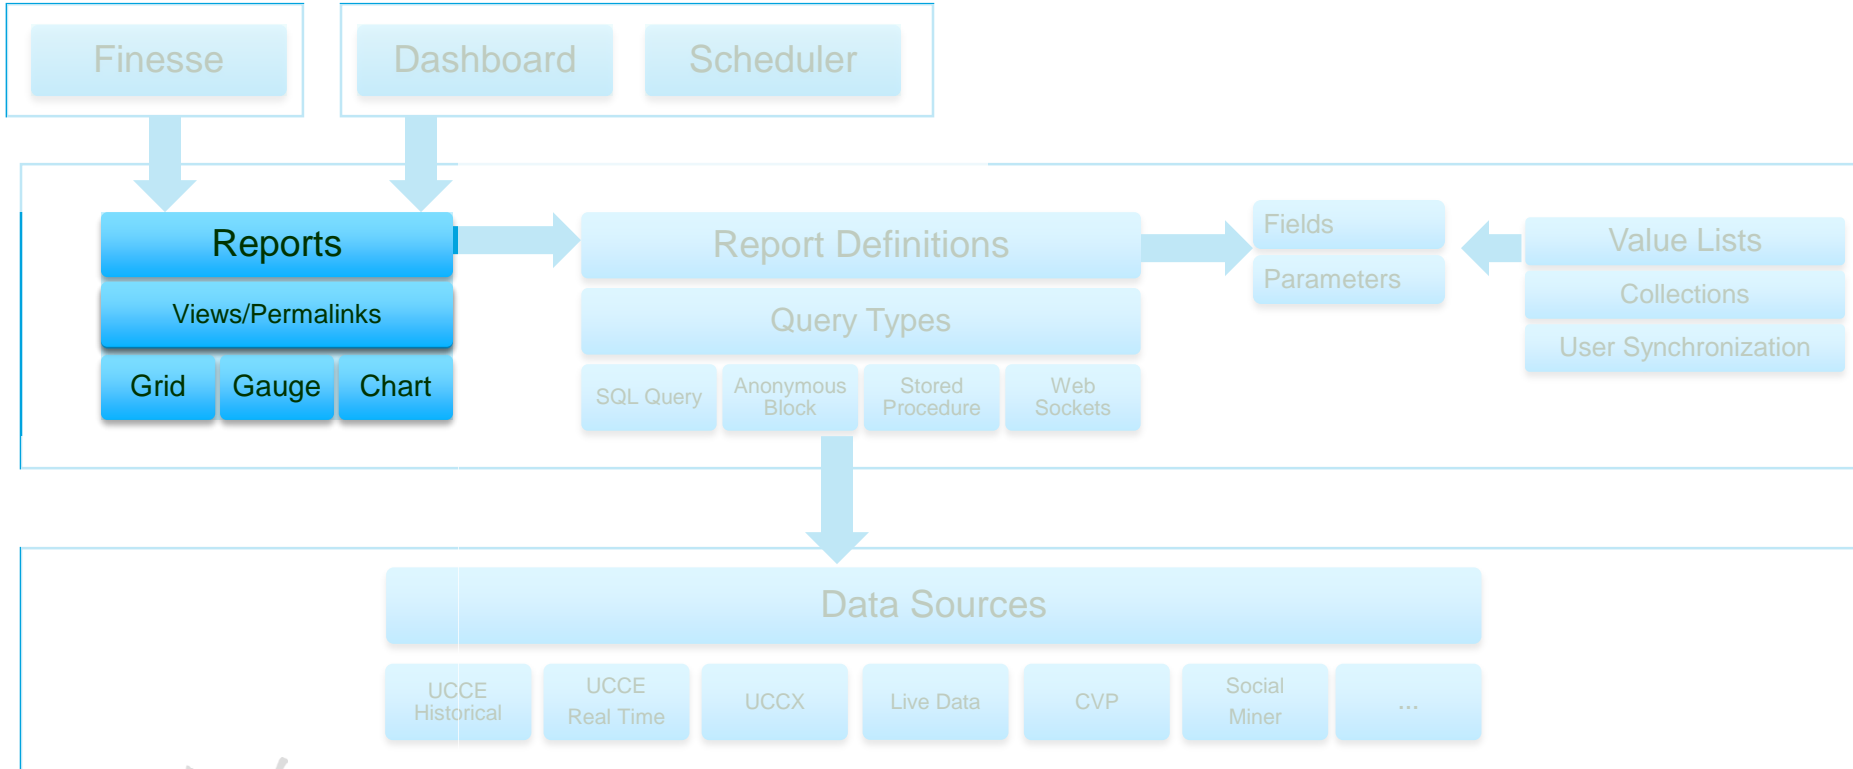 Finesse
Dashboard
Scheduler
Reports
Views/Permalinks
Grid
Gauge
Chart
Report Definitions
Query Types
SQL Query
Anonymous
Block
Stored
Procedure
Web
Sockets
Fields
Parameters
Value Lists
Collections
User Synchronization
Data Sources
UCCE
Historical
UCCE
Real Time
UCCX
Live Data
CVP
Social
Miner
...